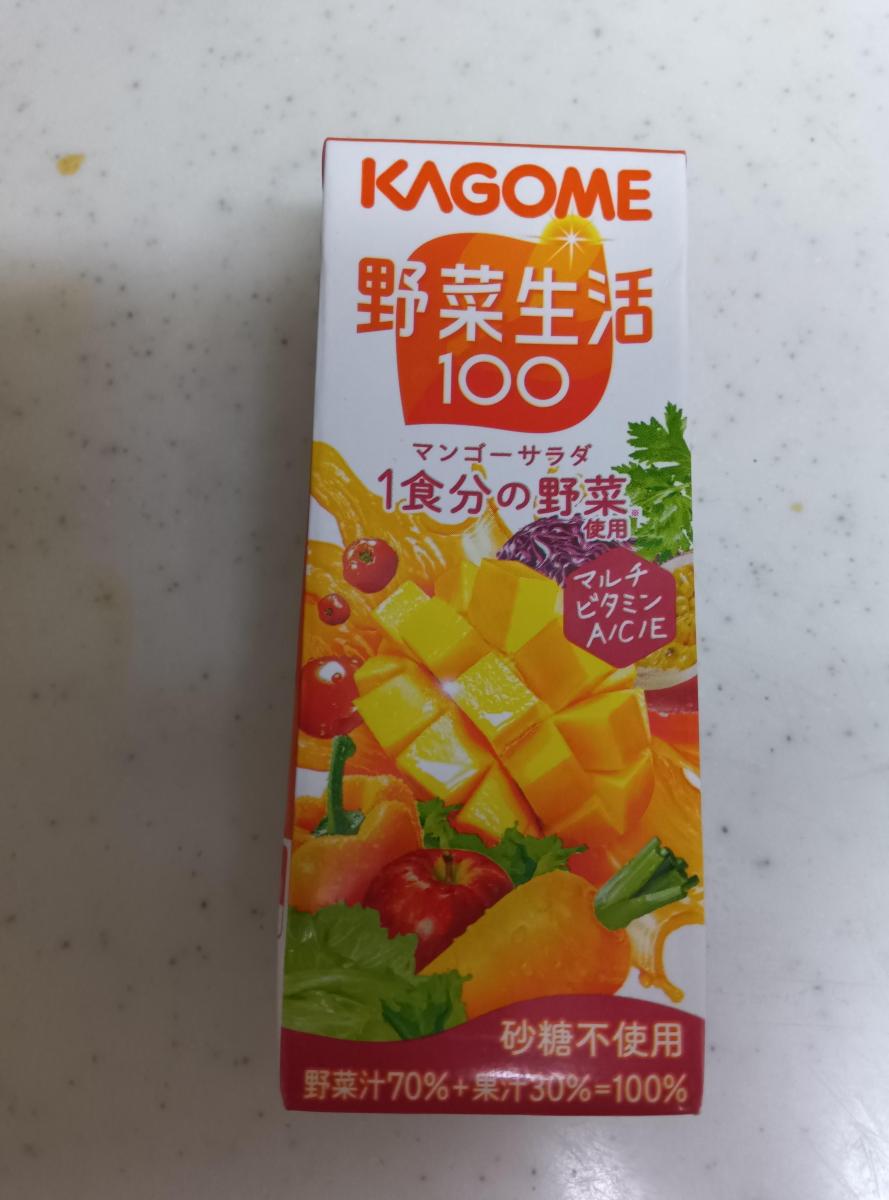 KAGOME
野菜生活
100
マンゴーサラダ
1食分の野菜
使用※
マルチ
ビタミン
A/C/E
砂糖不使用
野菜汁70%+果汁30%=100%